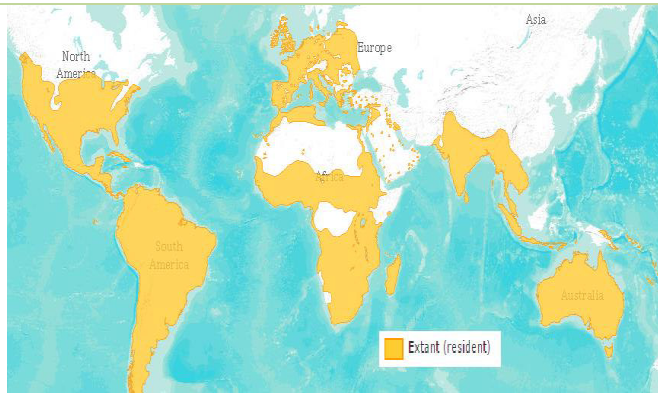 Asia
Europe
North
America
Africa
South
America
Australia
Extant (resident)